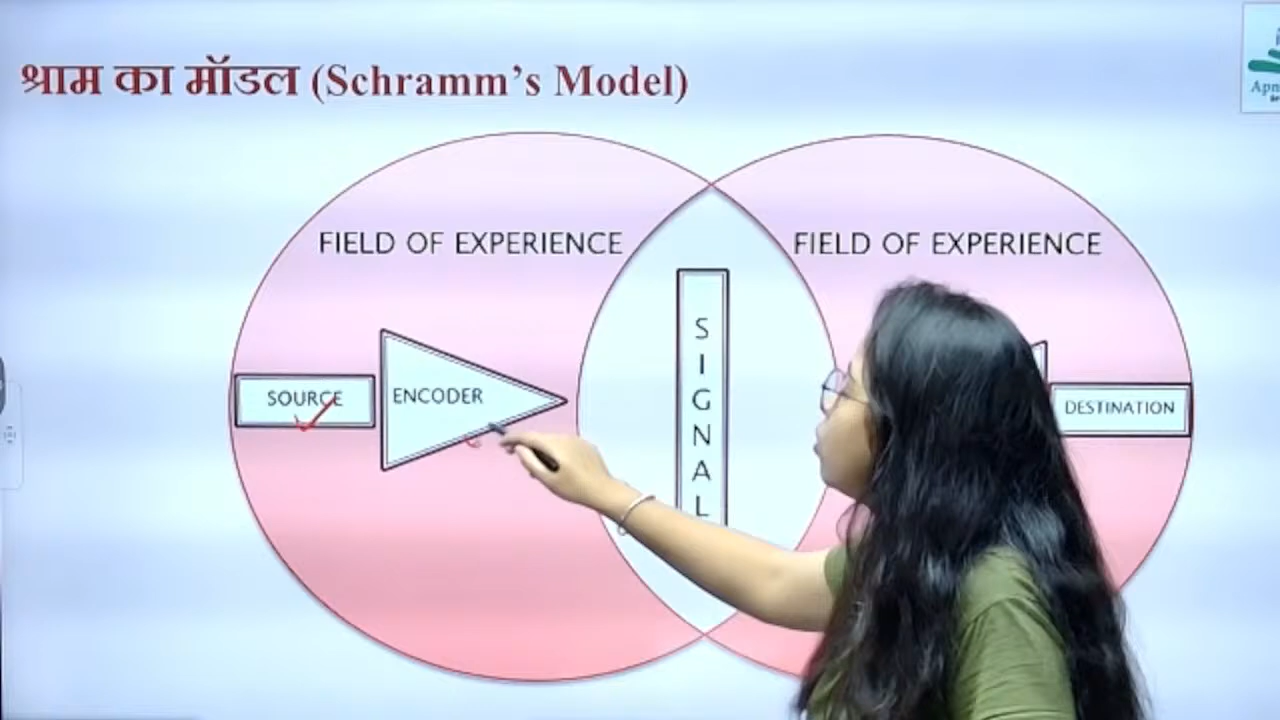 श्राम का मॉडल (Schramm's Model)
FIELD OF EXPERIENCE
FIELD OF EXPERIENCE
SOURCE
ENCODER
SIGNAL
DESTINATION